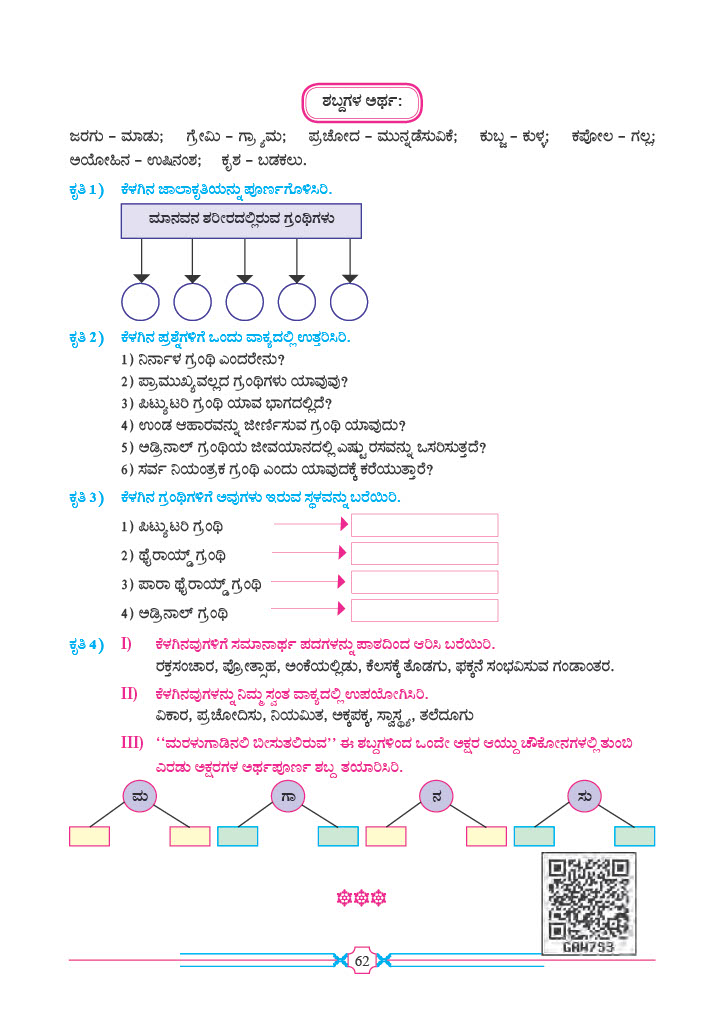 ಶಬ್ದಗಳ ಅರ್ಥ:
ಜರಗು – ಮಾಡು; ಗ್ರೇಮಿ – ಗ್ರಾಮ್ಯ; ಪ್ರಚೋದ – ಮುನ್ನಡೆಸುವಿಕೆ; ಕುಬ್ಜ – ಕುಳ್ಳ; ಕಪೋಲ – ಗಲ್ಲ;
ಅಯೋಹಿನ – ಉಷಿನಂಶ; ಕೃಶ – ಬಡಕಲು.
ಕೃತಿ 1) ಕೆಳಗಿನ ಜಾಲಾಕೃತಿಯನ್ನು ಪೂರ್ಣಗೊಳಿಸಿರಿ.
ಮಾನವನ ಶರೀರದಲ್ಲಿರುವ ಗ್ರಂಥಿಗಳು
ಕೃತಿ 2) ಕೆಳಗಿನ ಪ್ರಶ್ನೆಗಳಿಗೆ ಒಂದು ವಾಕ್ಯದಲ್ಲಿ ಉತ್ತರಿಸಿರಿ.
1) ನಿರ್ನಾಳ ಗ್ರಂಥಿ ಎಂದರೇನು?
2) ಪ್ರಾಮುಖ್ಯವಲ್ಲದ ಗ್ರಂಥಿಗಳು ಯಾವುವು?
3) ಪಿಟ್ಯುಟರಿ ಗ್ರಂಥಿ ಯಾವ ಭಾಗದಲ್ಲಿದೆ?
4) ಉಂಡ ಆಹಾರವನ್ನು ಜೀರ್ಣಿಸುವ ಗ್ರಂಥಿ ಯಾವುದು?
5) ಅಡ್ರಿನಾಲ್ ಗ್ರಂಥಿಯ ಜೀವಯಾನದಲ್ಲಿ ಎಷ್ಟು ರಸವನ್ನು ಒಸರಿಸುತ್ತದೆ?
6) ಸರ್ವ ನಿಯಂತ್ರಕ ಗ್ರಂಥಿ ಎಂದು ಯಾವುದಕ್ಕೆ ಕರೆಯುತ್ತಾರೆ?
ಕೃತಿ 3) ಕೆಳಗಿನ ಗ್ರಂಥಿಗಳಿಗೆ ಅವುಗಳು ಇರುವ ಸ್ಥಳವನ್ನು ಬರೆಯಿರಿ.
1) ಪಿಟ್ಯುಟರಿ ಗ್ರಂಥಿ
2) ಥೈರಾಯ್ಡ್ ಗ್ರಂಥಿ
3) ಪಾರಾ ಥೈರಾಯ್ಡ್ ಗ್ರಂಥಿ
4) ಅಡ್ರಿನಾಲ್ ಗ್ರಂಥಿ
ಕೃತಿ 4) I) ಕೆಳಗಿನವುಗಳಿಗೆ ಸಮಾನಾರ್ಥ ಪದಗಳನ್ನು ಪಾಠದಿಂದ ಆರಿಸಿ ಬರೆಯಿರಿ.
ರಕ್ತಸಂಚಾರ, ಪ್ರೋತ್ಸಾಹ, ಅಂಕೆಯಲ್ಲಿಡು, ಕೆಲಸಕ್ಕೆ ತೊಡಗು, ಫಕ್ಕನೆ ಸಂಭವಿಸುವ ಗಂಡಾಂತರ.
II) ಕೆಳಗಿನವುಗಳನ್ನು ನಿಮ್ಮ ಸ್ವಂತ ವಾಕ್ಯದಲ್ಲಿ ಉಪಯೋಗಿಸಿರಿ.
ವಿಕಾರ, ಪ್ರಚೋದಿಸು, ನಿಯಮಿತ, ಅಕ್ಕಪಕ್ಕ, ಸ್ವಾಸ್ಥ್ಯ, ತಲೆದೂಗು
III) ‘‘ಮರಳುಗಾಡಿನಲಿ ಬೀಸುತಲಿರುವ’’ ಈ ಶಬ್ದಗಳಿಂದ ಒಂದೇ ಅಕ್ಷರ ಆಯ್ದು ಚೌಕೋನಗಳಲ್ಲಿ ತುಂಬಿ
ಎರಡು ಅಕ್ಷರಗಳ ಅರ್ಥಪೂರ್ಣ ಶಬ್ದ ತಯಾರಿಸಿರಿ.
ಮ ಗಾ ನ ಸು
GAW793
62